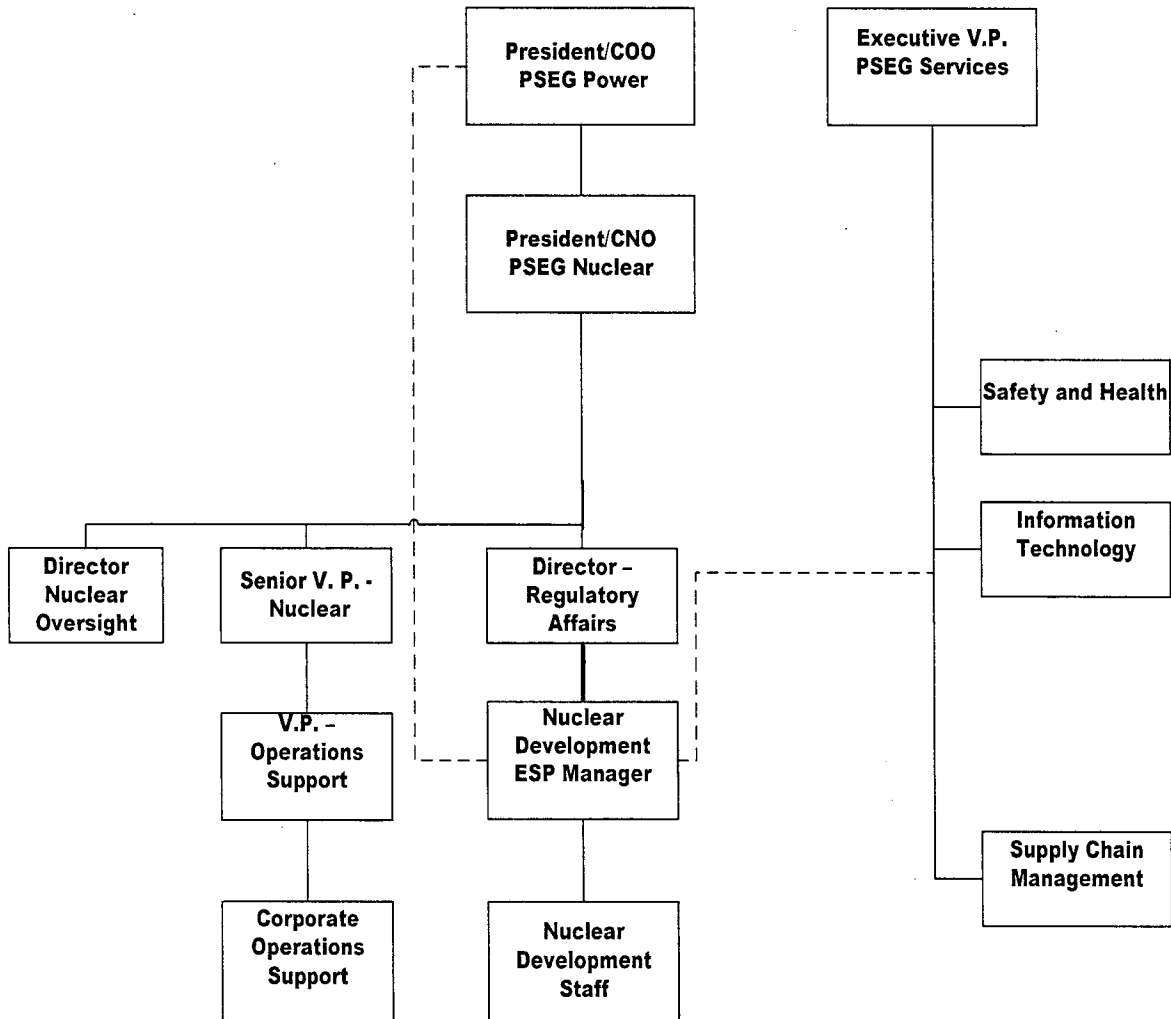 President/COO
PSEG Power
Executive V.P.
PSEG Services
President/CNO
PSEG Nuclear
Safety and Health
Information
Technology
Director
Nuclear
Oversight
Senior V. P. -
Nuclear
Director –
Regulatory
Affairs
V.P. –
Operations
Support
Nuclear
Development
ESP Manager
Supply Chain
Management
Corporate
Operations
Support
Nuclear
Development
Staff